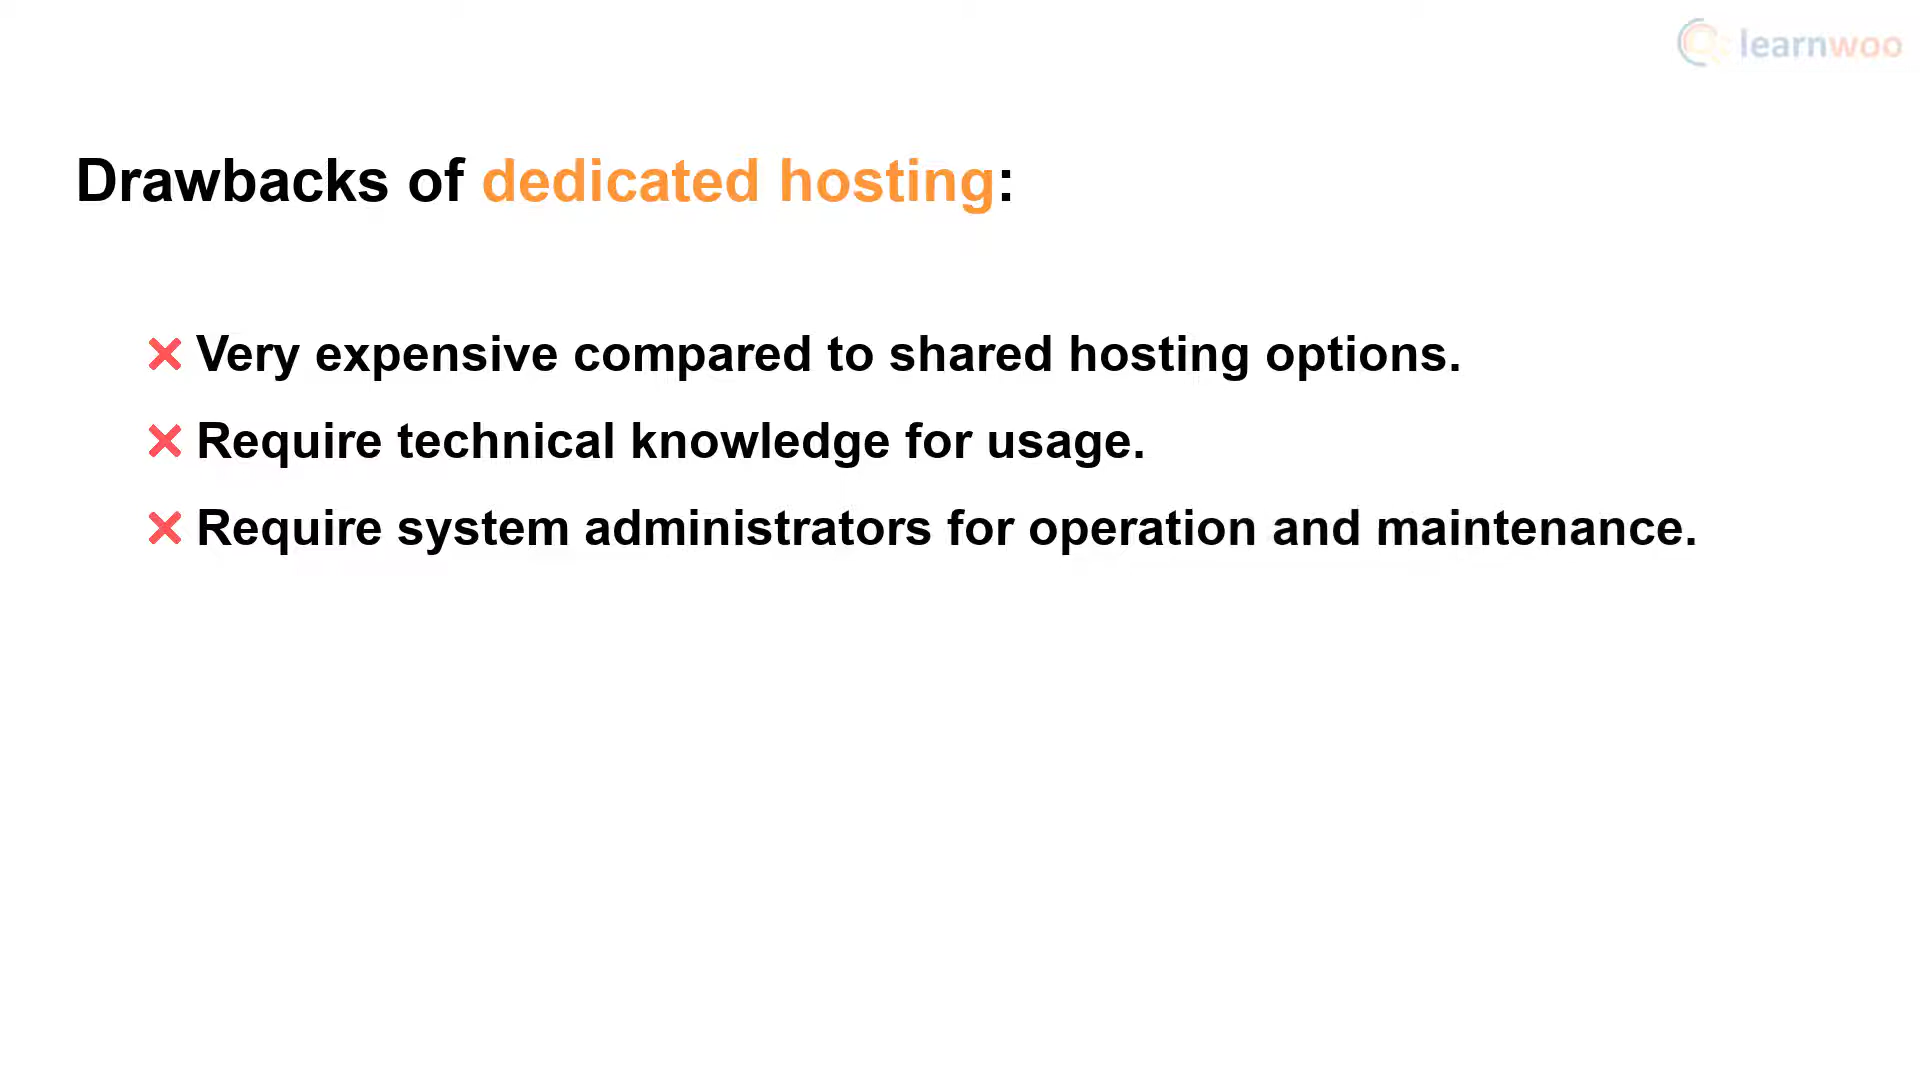 learnwoo
Drawbacks of dedicated hosting:
❌ Very expensive compared to shared hosting options.
❌ Require technical knowledge for usage.
❌ Require system administrators for operation and maintenance.